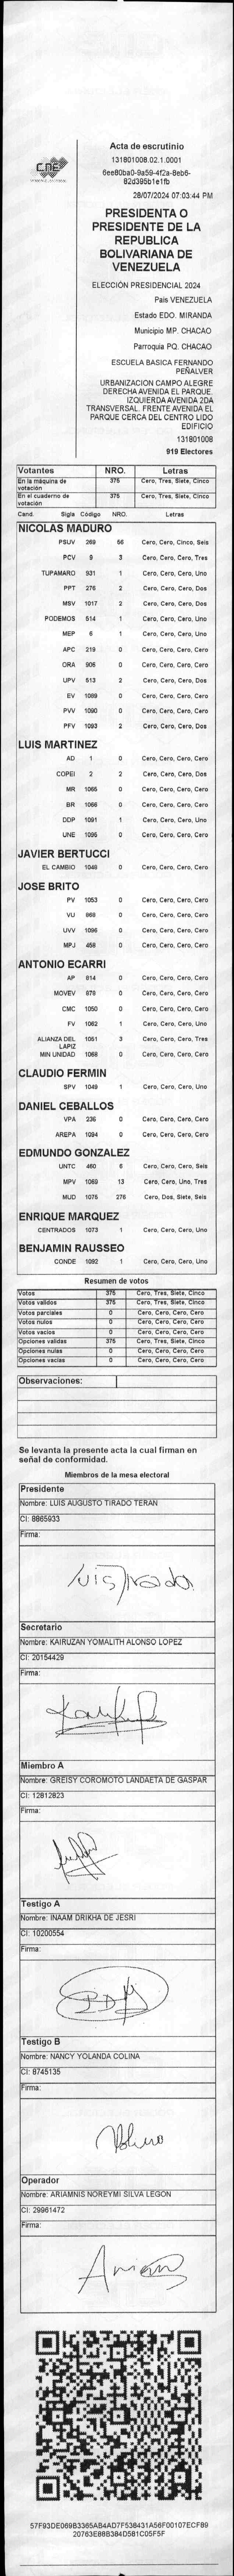 CNE
Acta de escrutinio
131801008.02.1.0001
6ee80ba0-9a59-4f2a-8eb6-
82d395b1e1fb
28/07/2024 07:03:44 PM
PRESIDENTA O
PRESIDENTE DE LA
REPUBLICA
BOLIVARIANA DE
VENEZUELA
ELECCIÓN PRESIDENCIAL 2024
País VENEZUELA
Estado EDO. MIRANDA
Municipio MP. CHACAO
Parroquia PQ. CHACAO
ESCUELA BASICA FERNANDO
PEÑALVER
URBANIZACION CAMPO ALEGRE
DERECHA AVENIDA EL PARQUE.
IZQUIERDA AVENIDA 2DA
TRANSVERSAL. FRENTE AVENIDA EL
PARQUE CERCA DEL CENTRO LIDO
EDIFICIO
131801008
919 Electores
Votantes NRO. Letras
En la máquina de votación 375 Cero, Tres, Siete, Cinco
En el cuaderno de votación 375 Cero, Tres, Siete, Cinco
Cand. Sigla Código NRO. Letras
NICOLAS MADURO
PSUV 269 56 Cero, Cero, Cinco, Seis
PCV 9 3 Cero, Cero, Cero, Tres
TUPAMARO 931 1 Cero, Cero, Cero, Uno
PPT 276 2 Cero, Cero, Cero, Dos
MSV 1017 2 Cero, Cero, Cero, Dos
PODEMOS 514 1 Cero, Cero, Cero, Uno
MEP 6 1 Cero, Cero, Cero, Uno
APC 219 0 Cero, Cero, Cero, Cero
ORA 906 0 Cero, Cero, Cero, Cero
UPV 513 2 Cero, Cero, Cero, Dos
EV 1089 0 Cero, Cero, Cero, Cero
PVV 1090 0 Cero, Cero, Cero, Cero
PFV 1093 2 Cero, Cero, Cero, Dos
LUIS MARTINEZ
AD 1 0 Cero, Cero, Cero, Cero
COPEI 2 2 Cero, Cero, Cero, Dos
MR 1065 0 Cero, Cero, Cero, Cero
BR 1066 0 Cero, Cero, Cero, Cero
DDP 1091 1 Cero, Cero, Cero, Uno
UNE 1095 0 Cero, Cero, Cero, Cero
JAVIER BERTUCCI
EL CAMBIO 1046 0 Cero, Cero, Cero, Cero
JOSE BRITO
PV 1053 0 Cero, Cero, Cero, Cero
VU 868 0 Cero, Cero, Cero, Cero
UVV 1096 0 Cero, Cero, Cero, Cero
MPJ 458 0 Cero, Cero, Cero, Cero
ANTONIO ECARRI
AP 914 0 Cero, Cero, Cero, Cero
MOVEV 878 0 Cero, Cero, Cero, Cero
CMC 1050 0 Cero, Cero, Cero, Cero
FV 1062 1 Cero, Cero, Cero, Uno
ALIANZA DEL LAPIZ 1051 3 Cero, Cero, Cero, Tres
MIN UNIDAD 1068 0 Cero, Cero, Cero, Cero
CLAUDIO FERMIN
SPV 1049 1 Cero, Cero, Cero, Uno
DANIEL CEBALLOS
VPA 236 0 Cero, Cero, Cero, Cero
AREPA 1094 0 Cero, Cero, Cero, Cero
EDMUNDO GONZALEZ
UNTC 460 6 Cero, Cero, Cero, Seis
MPV 1069 13 Cero, Cero, Uno, Tres
MUD 1075 276 Cero, Dos, Siete, Seis
ENRIQUE MARQUEZ
CENTRADOS 1073 1 Cero, Cero, Cero, Uno
BENJAMIN RAUSSEO
CONDE 1092 1 Cero, Cero, Cero, Uno
Resumen de votos
Votos 375 Cero, Tres, Siete, Cinco
Votos validos 375 Cero, Tres, Siete, Cinco
Votos parciales 0 Cero, Cero, Cero, Cero
Votos nulos 0 Cero, Cero, Cero, Cero
Votos vacios 0 Cero, Cero, Cero, Cero
Opciones validas 375 Cero, Tres, Siete, Cinco
Opciones nulas 0 Cero, Cero, Cero, Cero
Opciones vacias 0 Cero, Cero, Cero, Cero
Observaciones:
Se levanta la presente acta la cual firman en
señal de conformidad.
Miembros de la mesa electoral
Presidente
Nombre: LUIS AUGUSTO TIRADO TERAN
CI: 8865933
Firma:
Luis Tirado
Secretario
Nombre: KAIRUZAN YOMALITH ALONSO LOPEZ
CI: 20154429
Firma:
Miembro A
Nombre: GREISY COROMOTO LANDAETA DE GASPAR
CI: 12812823
Firma:
Testigo A
Nombre: INAAM DRIKHA DE JESRI
CI: 10200554
Firma:
Testigo B
Nombre: NANCY YOLANDA COLINA
CI: 8745135
Firma:
Operador
Nombre: ARIAMNIS NOREYMI SILVA LEGON
CI: 29961472
Firma:
57F93DE069B3365AB4AD7F538431A56F00107ECFB9
20763E88B384D581C05F5F